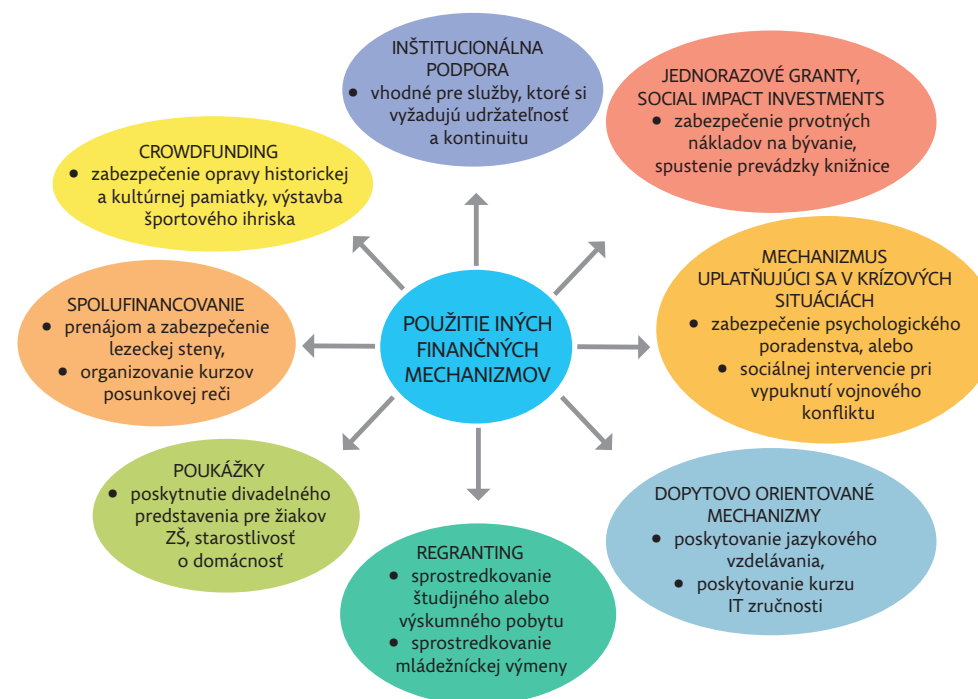 INŠTITUCIONÁLNA
PODPORA
• vhodné pre služby, ktoré si
vyžadujú udržateľnosť
a kontinuitu
JEDNORAZOVÉ GRANTY,
SOCIAL IMPACT INVESTMENTS
• zabezpečenie prvotných
nákladov na bývanie,
spustenie prevádzky knižnice
CROWDFUNDING
• zabezpečenie opravy historickej
a kultúrnej pamiatky, výstavba
športového ihriska
MECHANIZMUS
UPLATŇUJÚCI SA V KRÍZOVÝCH
SITUÁCIÁCH
• zabezpečenie psychologického
poradenstva, alebo
• sociálnej intervencie pri
vypuknutí vojnového
konfliktu
SPOLUFINANCOVANIE
• prenájom a zabezpečenie
lezeckej steny,
• organizovanie kurzov
posunkovej reči
POUŽITIE INÝCH
FINANČNÝCH
MECHANIZMOV
POUKÁŽKY
• poskytnutie divadelného
predstavenia pre žiakov
ZŠ, starostlivosť
o domácnosť
DOPYTOVO ORIENTOVANÉ
MECHANIZMY
• poskytovanie jazykového
vzdelávania,
• poskytovanie kurzu
IT zručnosti
REGRANTING
• sprostredkovanie
študijného alebo
výskumného pobytu
• sprostredkovanie
mládežníckej výmeny